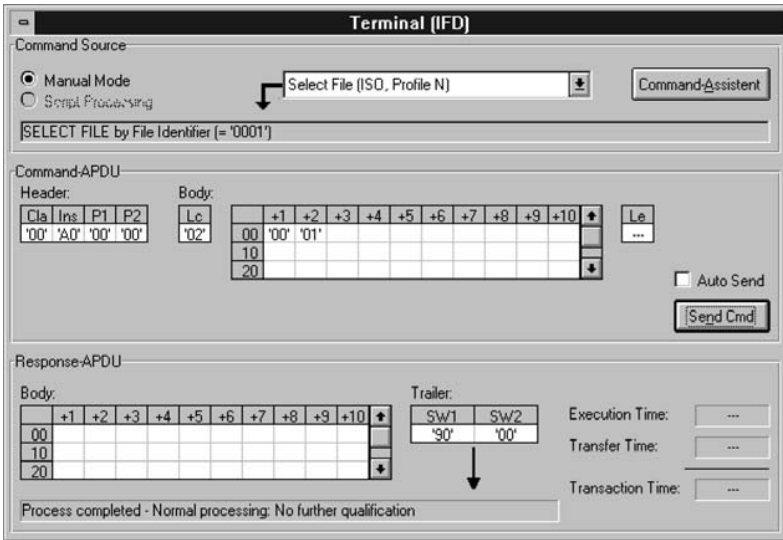 Terminal (IFD)
Command Source
Manual Mode
Script Processing
Select File (ISO, Profile N)
Command-Assistent
SELECT FILE by File Identifier (= '0001')
Command-APDU
Header: Body:
Cla Ins P1 P2 Lc +1 +2 +3 +4 +5 +6 +7 +8 +9 +10 Le
'00' 'A0' '00' '00' '02' 00 '00' '01' ---
10
20
Auto Send
Send Cmd
Response-APDU
Body: Trailer:
+1 +2 +3 +4 +5 +6 +7 +8 +9 +10 SW1 SW2 Execution Time: ---
00 '90' '00'
10 Transfer Time: ---
20
Transaction Time: ---
Process completed - Normal processing: No further qualification